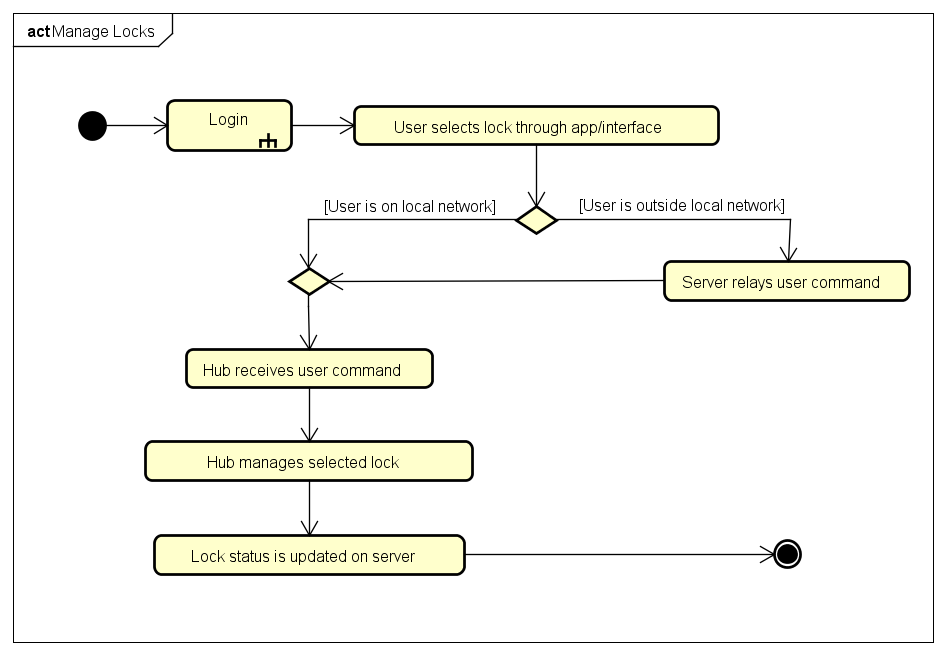 act Manage Locks
Login
User selects lock through app/interface
[User is on local network]
[User is outside local network]
Server relays user command
Hub receives user command
Hub manages selected lock
Lock status is updated on server